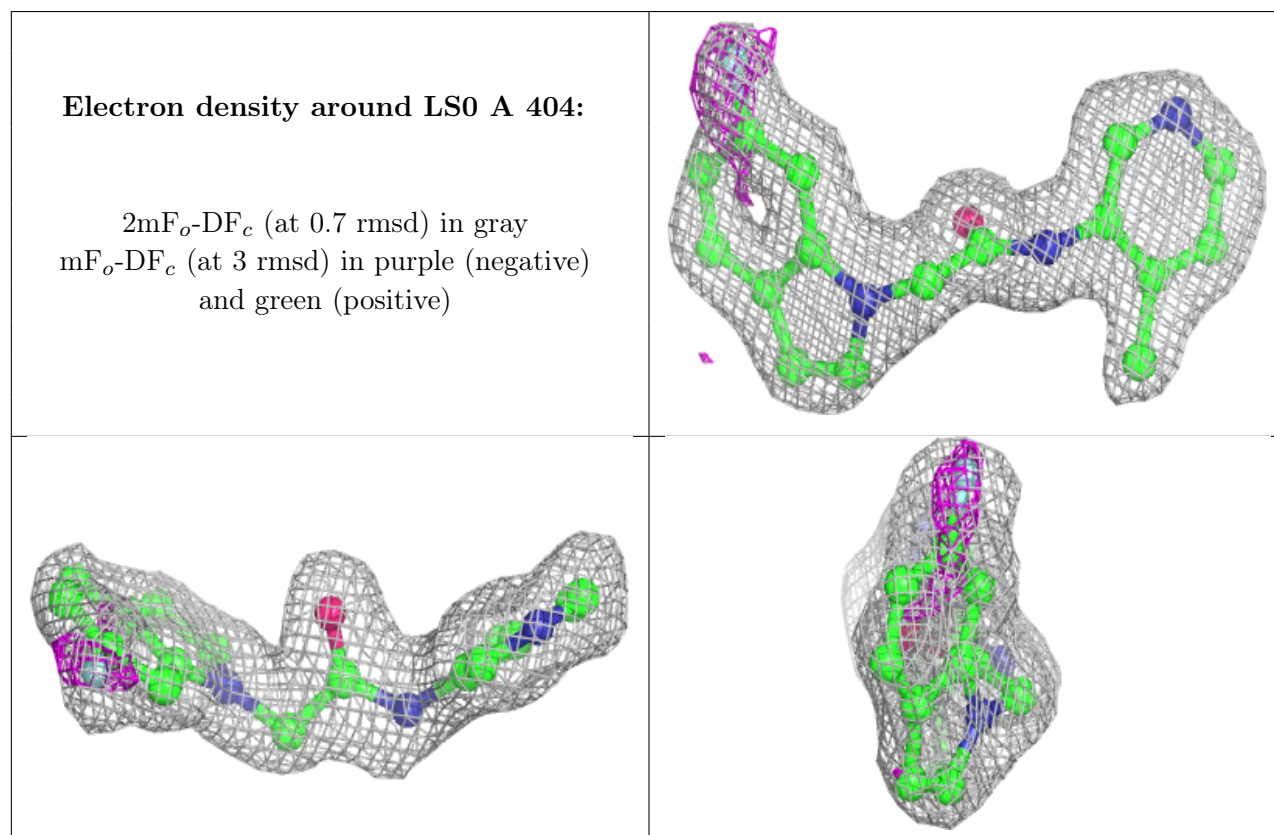 Electron density around LS0 A 404:
2mFo-DFc (at 0.7 rmsd) in gray
mFo-DFc (at 3 rmsd) in purple (negative)
and green (positive)